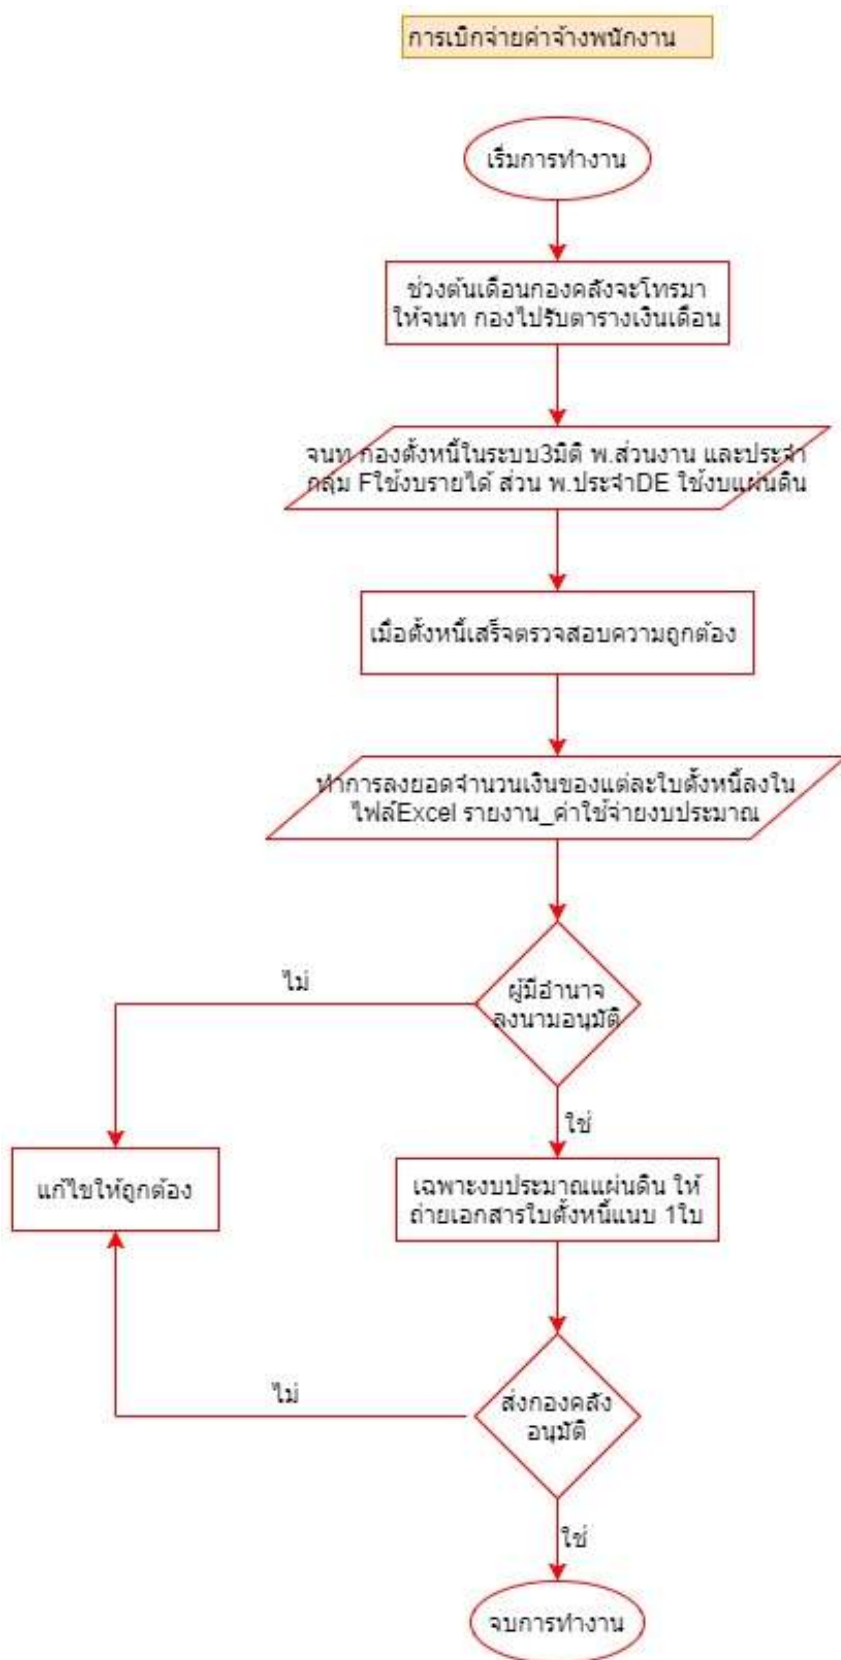 การเบิกจ่ายค่าจ้างพนักงาน
เริ่มการทำงาน
ช่วงต้นเดือนกองคลังจะโทรมา
ให้จนท กองไปรับตารางเงินเดือน
จนท กองตั้งหนี้ในระบบ3มิติ พ.ส่วนงาน และประจำ
กลุ่ม Fใช้งบรายได้ ส่วน พ.ประจำDE ใช้งบแผ่นดิน
เมื่อตั้งหนี้เสร็จตรวจสอบความถูกต้อง
ทำการลงยอดจำนวนเงินของแต่ละใบตั้งหนี้ลงใน
ไฟล์Excel รายงาน_ค่าใช้จ่ายงบประมาณ
ไม่
ผู้มีอำนาจ
ลงนามอนุมัติ
ใช่
แก้ไขให้ถูกต้อง
เฉพาะงบประมาณแผ่นดิน ให้
ถ่ายเอกสารใบตั้งหนี้แนบ 1ใบ
ไม่
ส่งกองคลัง
อนุมัติ
ใช่
จบการทำงาน